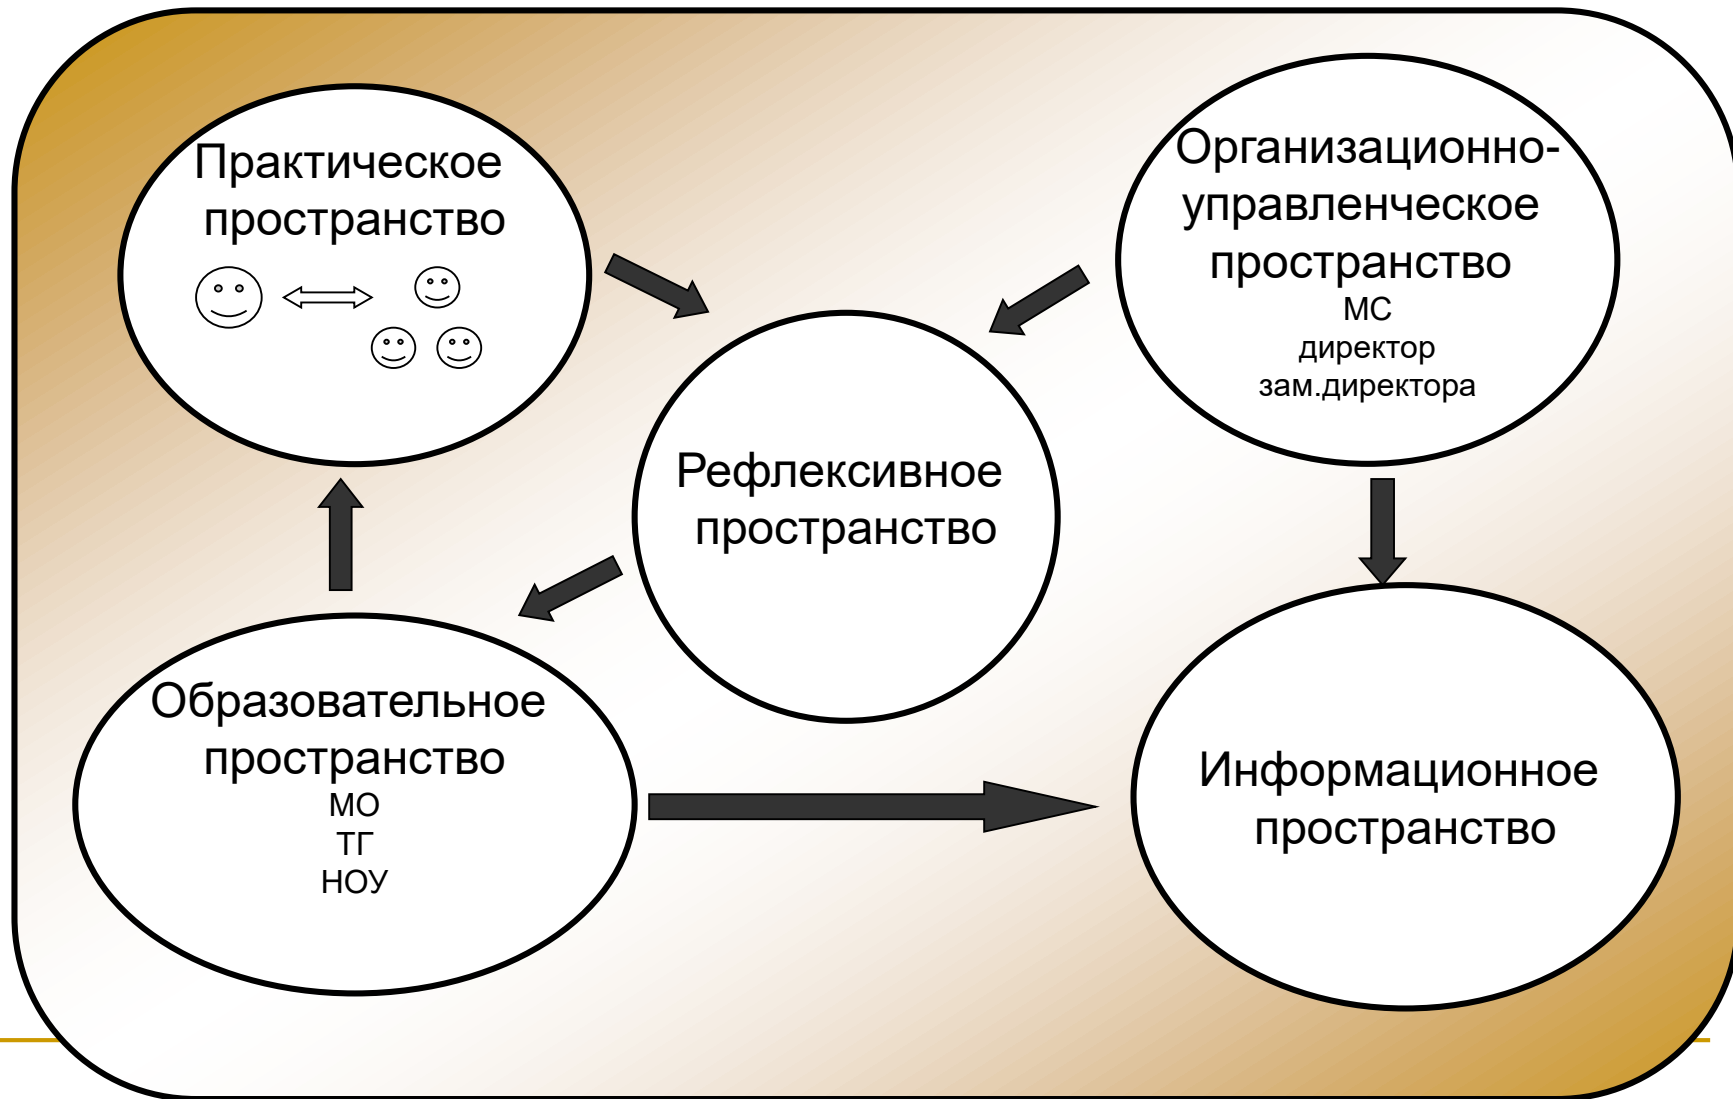 Практическое
пространство
Организационно-
управленческое
пространство
МС
директор
зам.директора
Рефлексивное
пространство
Образовательное
пространство
МО
ТГ
НОУ
Информационное
пространство